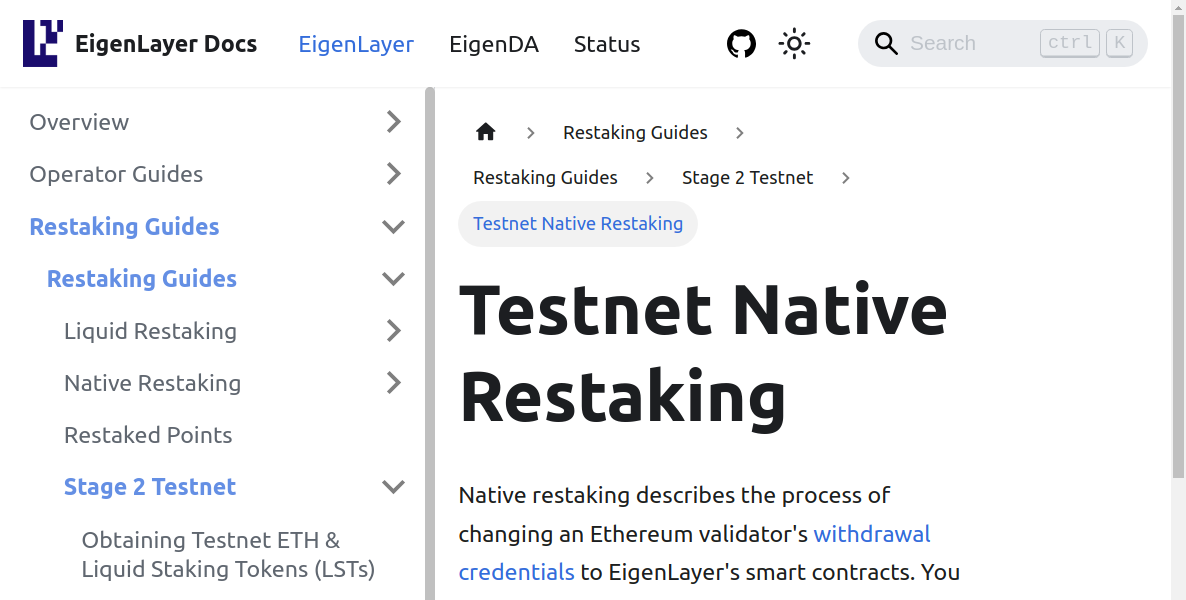 EigenLayer Docs EigenLayer EigenDA Status Search ctrl K
Overview
Operator Guides
Restaking Guides
Restaking Guides
Liquid Restaking
Native Restaking
Restaked Points
Stage 2 Testnet
Obtaining Testnet ETH &
Liquid Staking Tokens (LSTs)
Restaking Guides
Restaking Guides Stage 2 Testnet
Testnet Native Restaking
Testnet Native
Restaking
Native restaking describes the process of
changing an Ethereum validator's withdrawal
credentials to EigenLayer's smart contracts. You